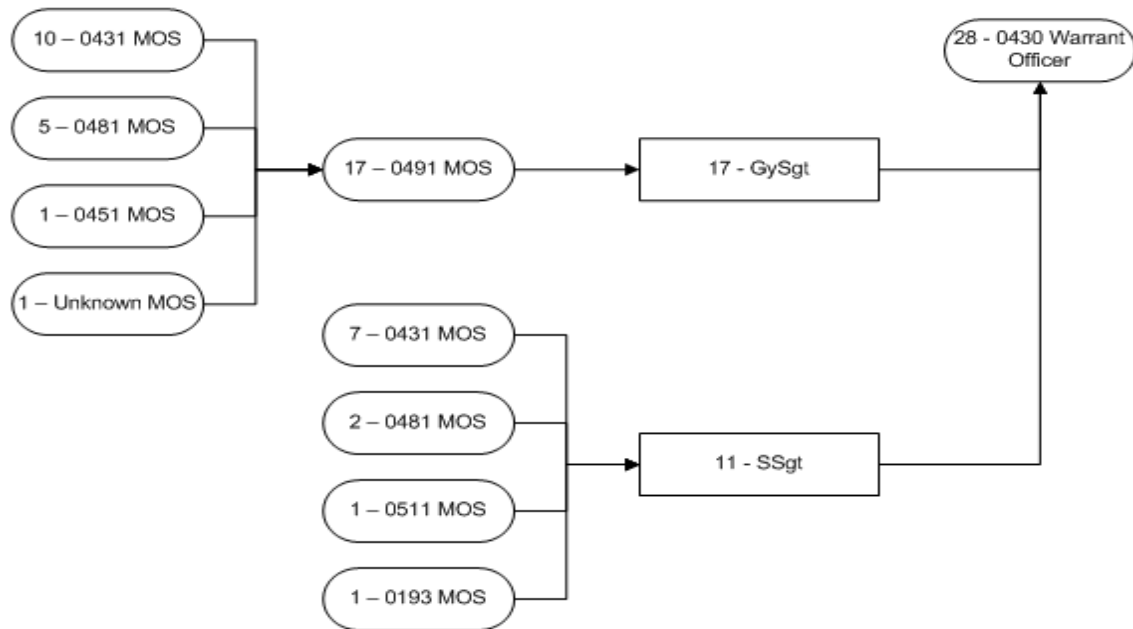 10 – 0431 MOS
28 - 0430 Warrant
Officer
5 – 0481 MOS
17 – 0491 MOS
17 - GySgt
1 – 0451 MOS
1 – Unknown MOS
7 – 0431 MOS
2 – 0481 MOS
11 - SSgt
1 – 0511 MOS
1 – 0193 MOS